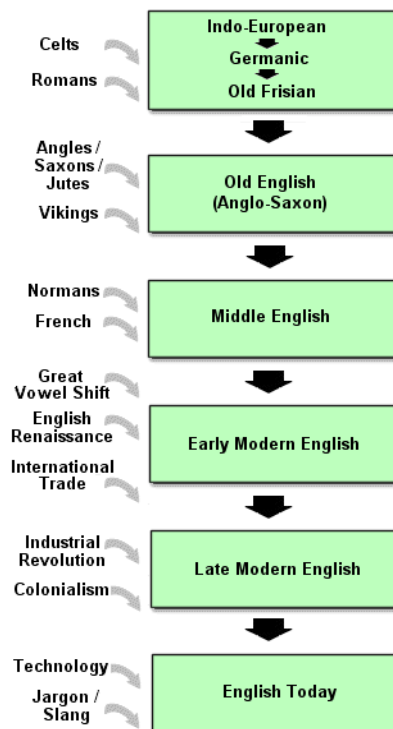 Celts
Romans
Indo-European
Germanic
Old Frisian
Angles /
Saxons /
Jutes
Vikings
Old English
(Anglo-Saxon)
Normans
French
Middle English
Great
Vowel Shift
English
Renaissance
International
Trade
Early Modern English
Industrial
Revolution
Colonialism
Late Modern English
Technology
Jargon /
Slang
English Today